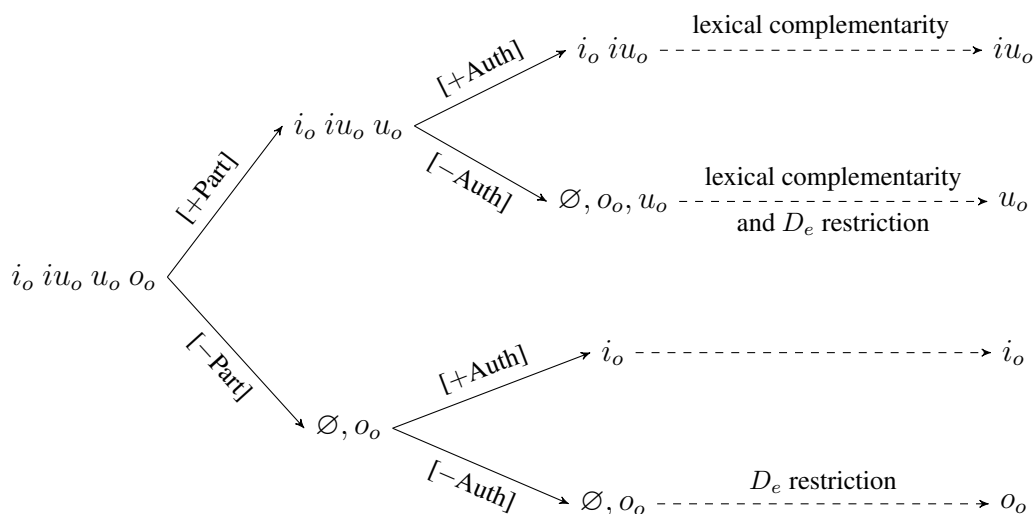 lexical complementarity
[+Auth]
i_o iu_o
iu_o
i_o iu_o u_o
[−Auth]
lexical complementarity
[+Part]
∅, o_o, u_o
u_o
and D_e restriction
i_o iu_o u_o o_o
[−Part]
[+Auth]
i_o
i_o
∅, o_o
[−Auth]
D_e restriction
∅, o_o
o_o